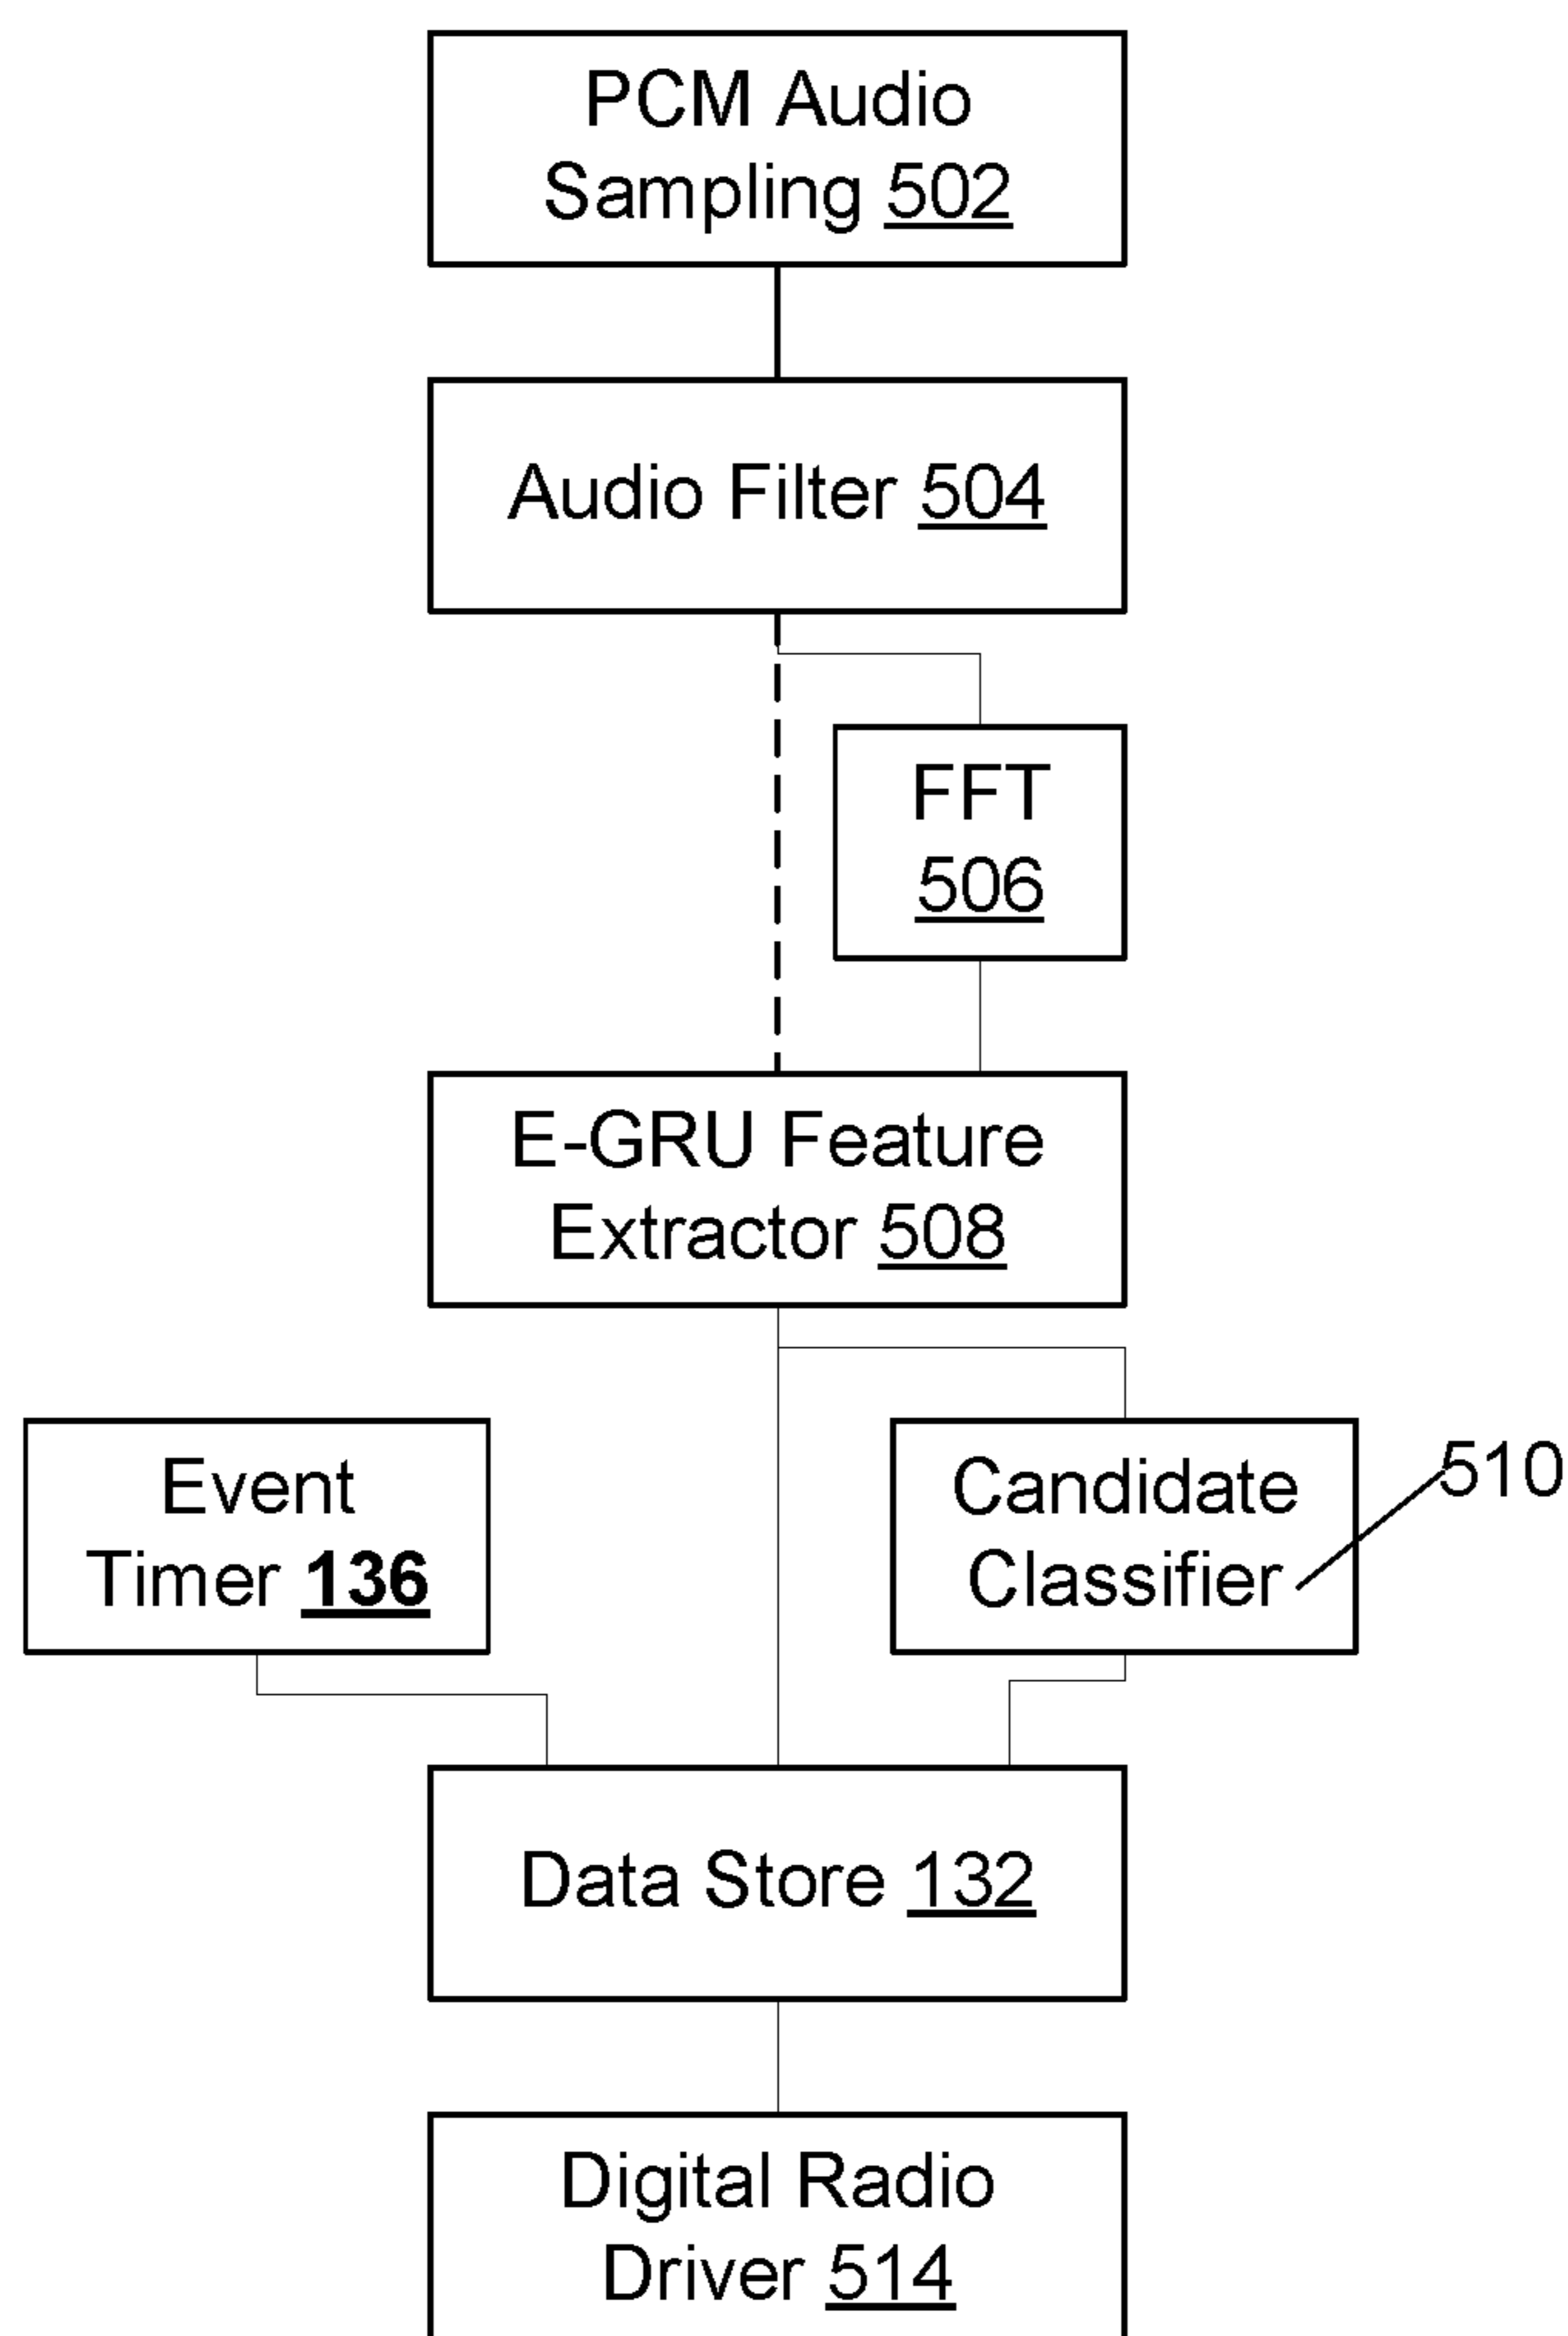 PCM Audio
Sampling 502
Audio Filter 504
FFT
506
E-GRU Feature
Extractor 508
Event
Timer 136
Candidate
Classifier
510
Data Store 132
Digital Radio
Driver 514